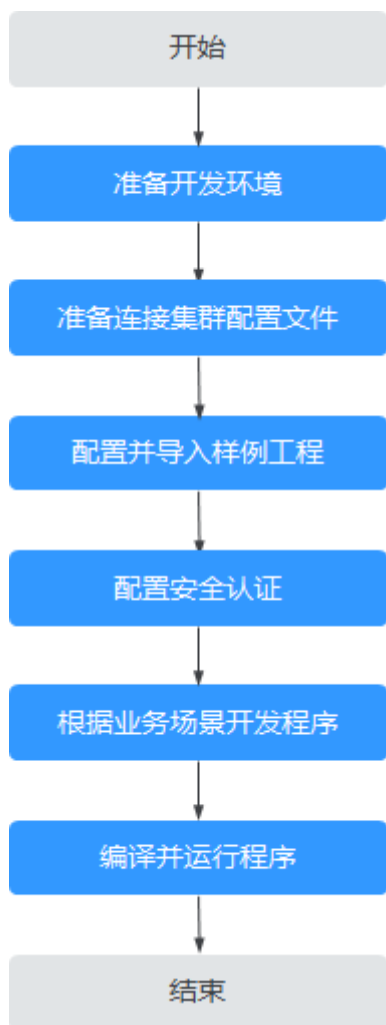 开始
准备开发环境
准备连接集群配置文件
配置并导入样例工程
配置安全认证
根据业务场景开发程序
编译并运行程序
结束